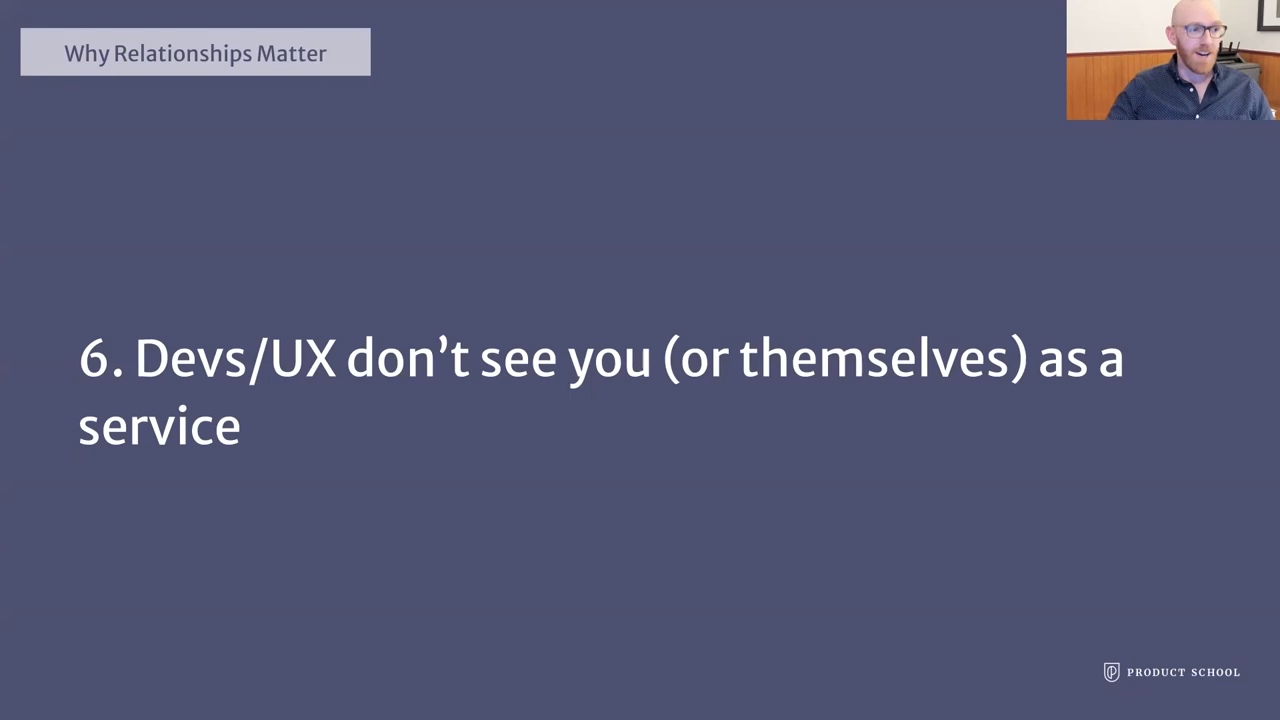 Why Relationships Matter
6. Devs/UX don’t see you (or themselves) as a
service
PRODUCT SCHOOL